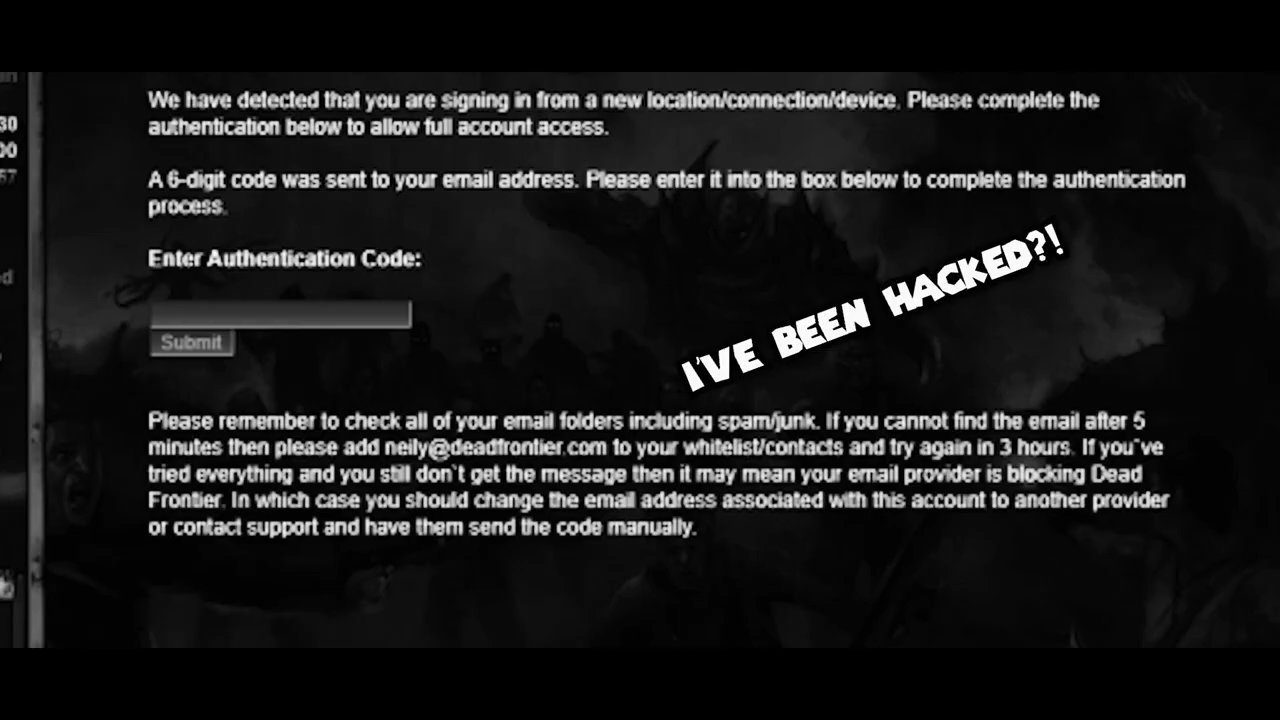 30
00
57
We have detected that you are signing in from a new location/connection/device. Please complete the
authentication below to allow full account access.
A 6-digit code was sent to your email address. Please enter it into the box below to complete the authentication
process.
Enter Authentication Code:
I'VE BEEN HACKED?!
Submit
Please remember to check all of your email folders including spam/junk. If you cannot find the email after 5
minutes then please add neily@deadfrontier.com to your whitelist/contacts and try again in 3 hours. If you`ve
tried everything and you still don`t get the message then it may mean your email provider is blocking Dead
Frontier. In which case you should change the email address associated with this account to another provider
or contact support and have them send the code manually.